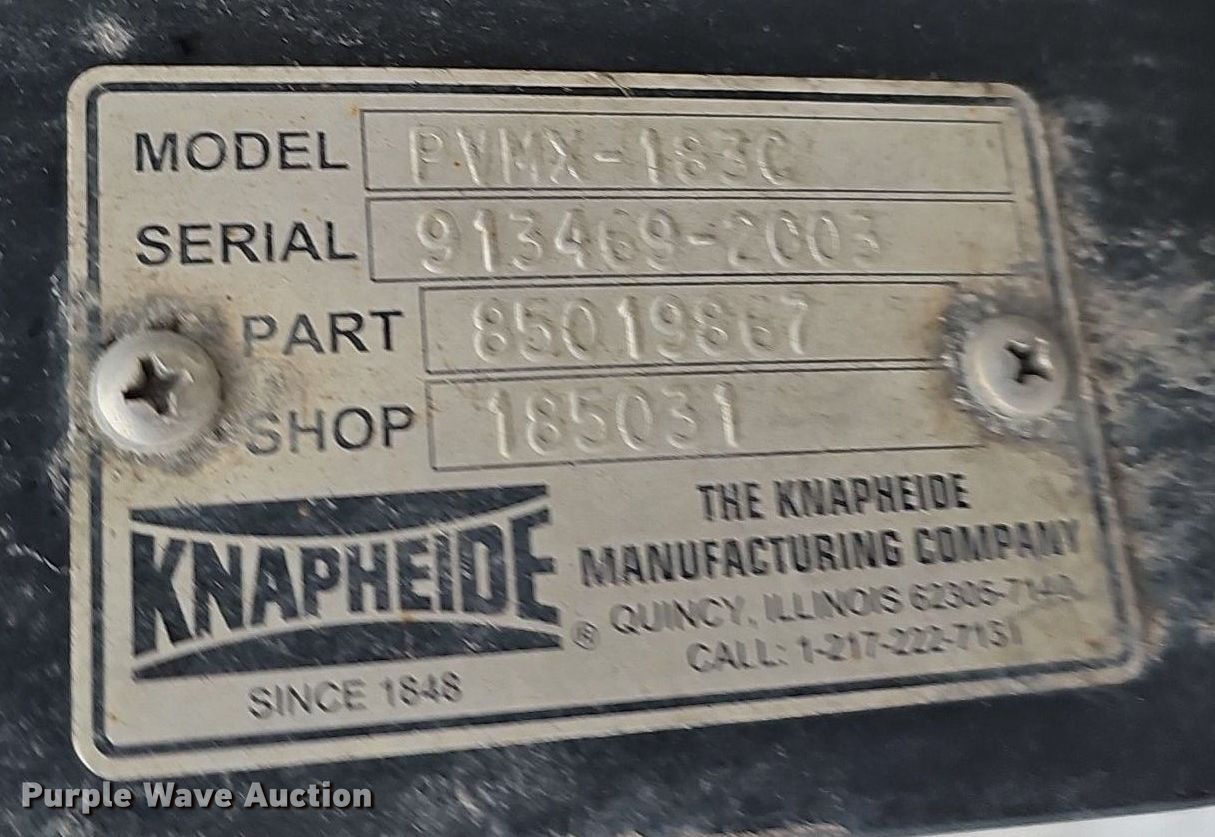 MODEL PVMX-183C
SERIAL 913469-2003
PART 85019867
SHOP 185031
KNAPHEIDE ®
SINCE 1848
THE KNAPHEIDE
MANUFACTURING COMPANY
QUINCY, ILLINOIS 62305-7140
CALL: 1-217-222-7131
Purple Wave Auction